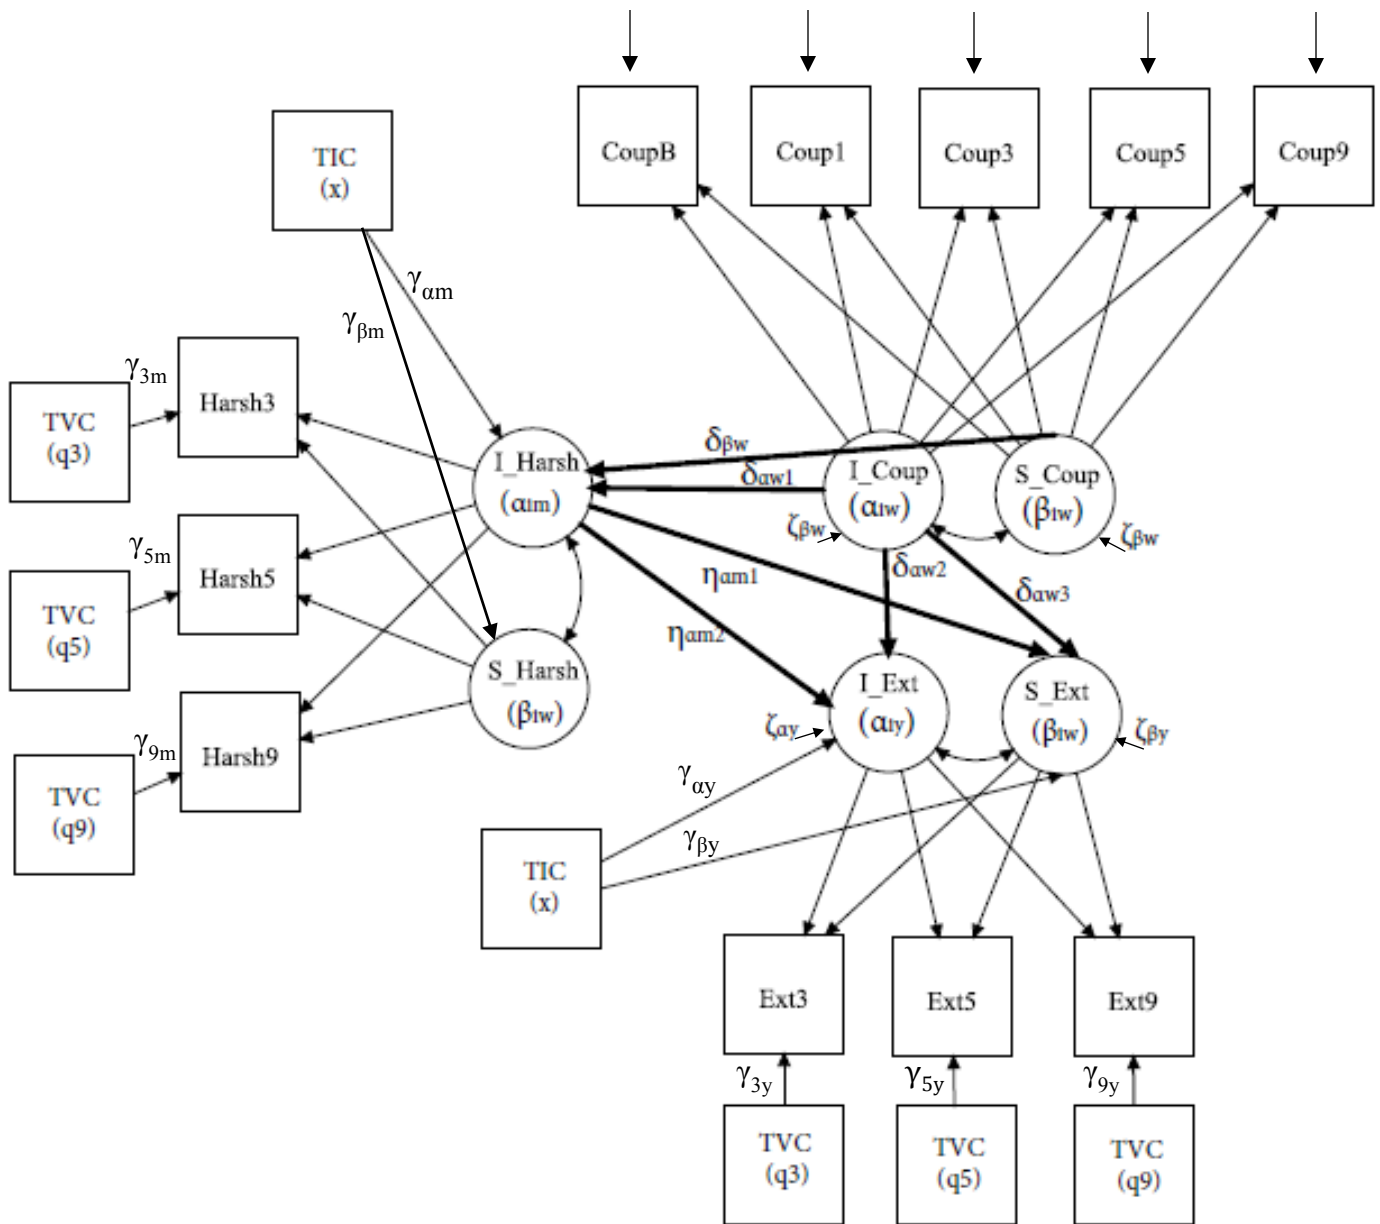 CoupB
Coup1
Coup3
Coup5
Coup9
TIC
(x)
γαm
γβm
γ3m
Harsh3
TVC
(q3)
I_Harsh
(αIm)
δβw
δαw1
I_Coup
(αIw)
S_Coup
(βIw)
ζβw
ζβw
γ5m
Harsh5
TVC
(q5)
ηαm1
δαw2
δαw3
ηαm2
S_Harsh
(βIw)
I_Ext
(αIy)
S_Ext
(βIw)
ζαy
ζβy
γ9m
Harsh9
TVC
(q9)
γαy
γβy
TIC
(x)
Ext3
Ext5
Ext9
γ3y
γ5y
γ9y
TVC
(q3)
TVC
(q5)
TVC
(q9)